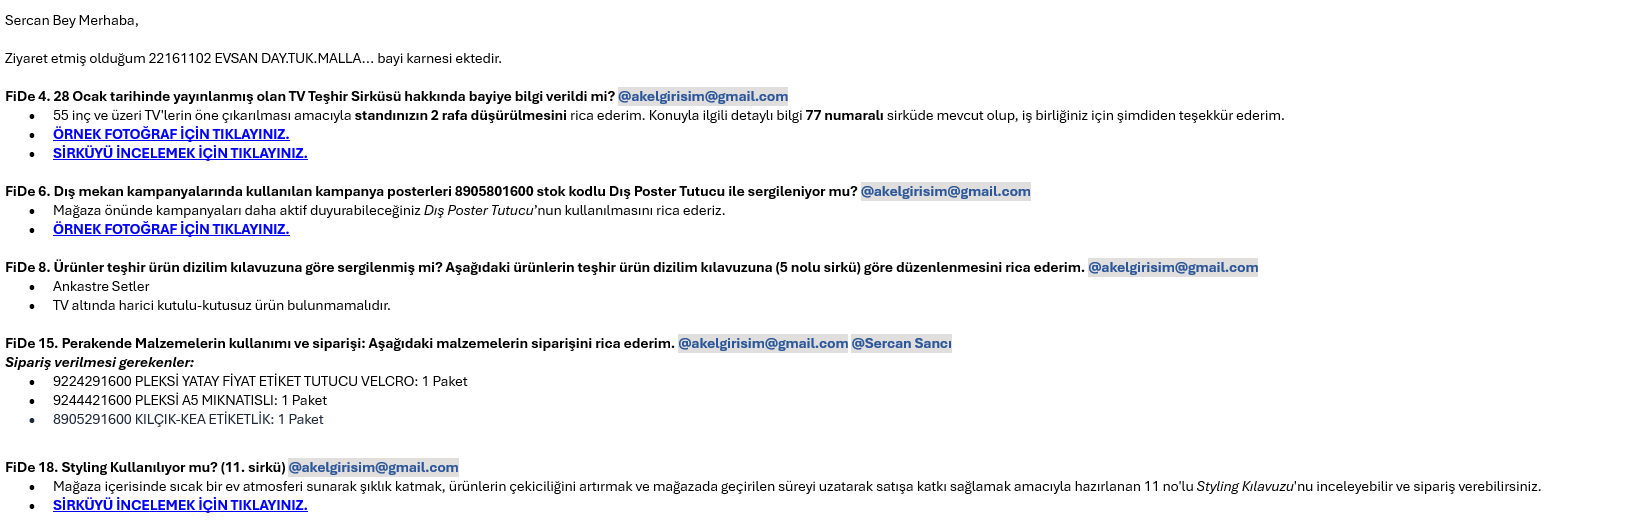 Sercan Bey Merhaba,
Ziyaret etmiş olduğum 22161102 EVSAN DAY.TUK.MALLA... bayi karnesi ektedir.
FiDe 4. 28 Ocak tarihinde yayınlanmış olan TV Teşhir Sirküsü hakkında bayiye bilgi verildi mi? @akelgirisim@gmail.com
• 55 inç ve üzeri TV'lerin öne çıkarılması amacıyla standınızın 2 rafa düşürülmesini rica ederim. Konuyla ilgili detaylı bilgi 77 numaralı sirküde mevcut olup, iş birliğiniz için şimdiden teşekkür ederim.
• ÖRNEK FOTOĞRAF İÇİN TIKLAYINIZ.
• SİRKÜYÜ İNCELEMEK İÇİN TIKLAYINIZ.
FiDe 6. Dış mekan kampanyalarında kullanılan kampanya posterleri 8905801600 stok kodlu Dış Poster Tutucu ile sergileniyor mu? @akelgirisim@gmail.com
• Mağaza önünde kampanyaları daha aktif duyurabileceğiniz Dış Poster Tutucu'nun kullanılmasını rica ederiz.
• ÖRNEK FOTOĞRAF İÇİN TIKLAYINIZ.
FiDe 8. Ürünler teşhir ürün dizilim kılavuzuna göre sergilenmiş mi? Aşağıdaki ürünlerin teşhir ürün dizilim kılavuzuna (5 nolu sirkü) göre düzenlenmesini rica ederim. @akelgirisim@gmail.com
• Ankastre Setler
• TV altında harici kutulu-kutusuz ürün bulunmamalıdır.
FiDe 15. Perakende Malzemelerin kullanımı ve siparişi: Aşağıdaki malzemelerin siparişini rica ederim. @akelgirisim@gmail.com @Sercan Sancı
Sipariş verilmesi gerekenler:
• 9224291600 PLEKSİ YATAY FİYAT ETİKET TUTUCU VELCRO: 1 Paket
• 9244421600 PLEKSİ A5 MIKNATISLI: 1 Paket
• 8905291600 KILÇIK-KEA ETİKETLİK: 1 Paket
FiDe 18. Styling Kullanılıyor mu? (11. sirkü) @akelgirisim@gmail.com
• Mağaza içerisinde sıcak bir ev atmosferi sunarak şıklık katmak, ürünlerin çekiciliğini artırmak ve mağazada geçirilen süreyi uzatarak satışa katkı sağlamak amacıyla hazırlanan 11 no'lu Styling Kılavuzu'nu inceleyebilir ve sipariş verebilirsiniz.
• SİRKÜYÜ İNCELEMEK İÇİN TIKLAYINIZ.